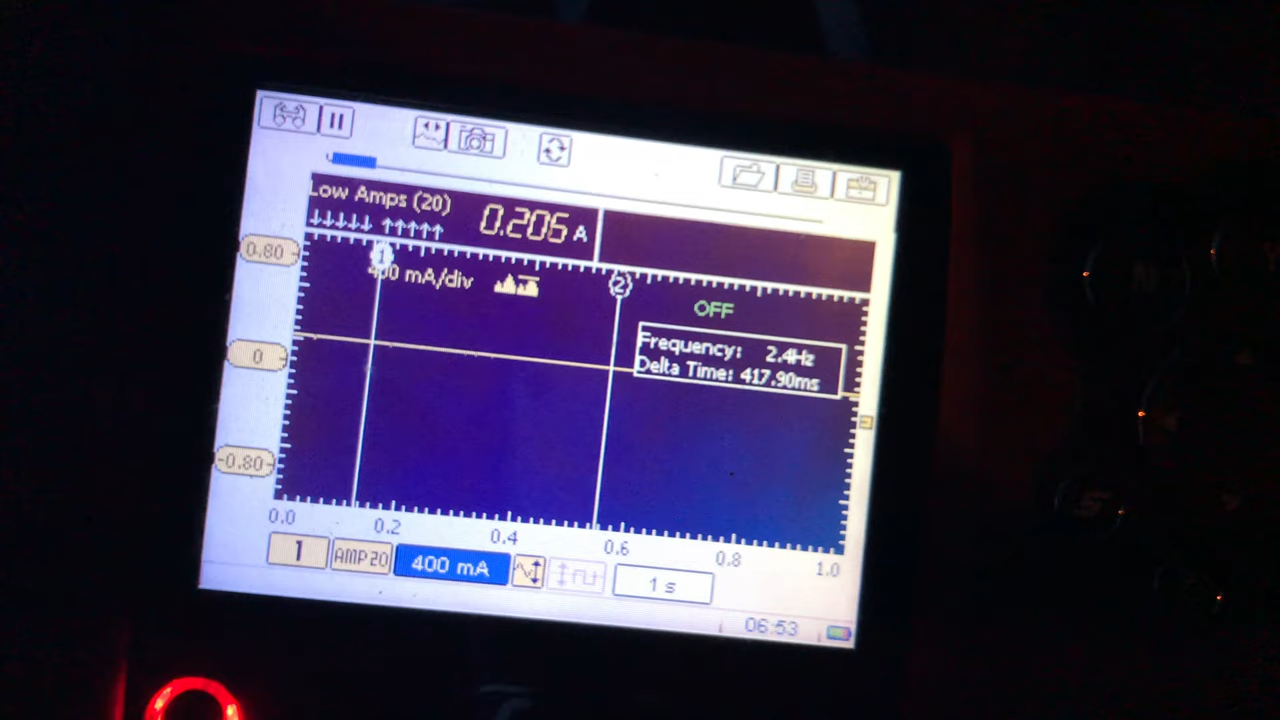 Low Amps (20)
0.206 A
0.80
400 mA/div
1
2
OFF
Frequency: 2.4Hz
Delta Time: 417.90ms
0
-0.80
0.0 0.2 0.4 0.6 0.8 1.0
1 AMP20 400 mA 1 s
06:53